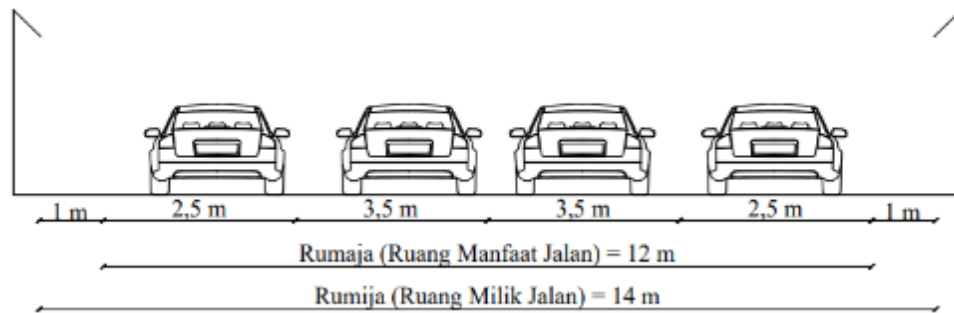 1 m 2,5 m 3,5 m 3,5 m 2,5 m 1 m
Rumaja (Ruang Manfaat Jalan) = 12 m
Rumija (Ruang Milik Jalan) = 14 m